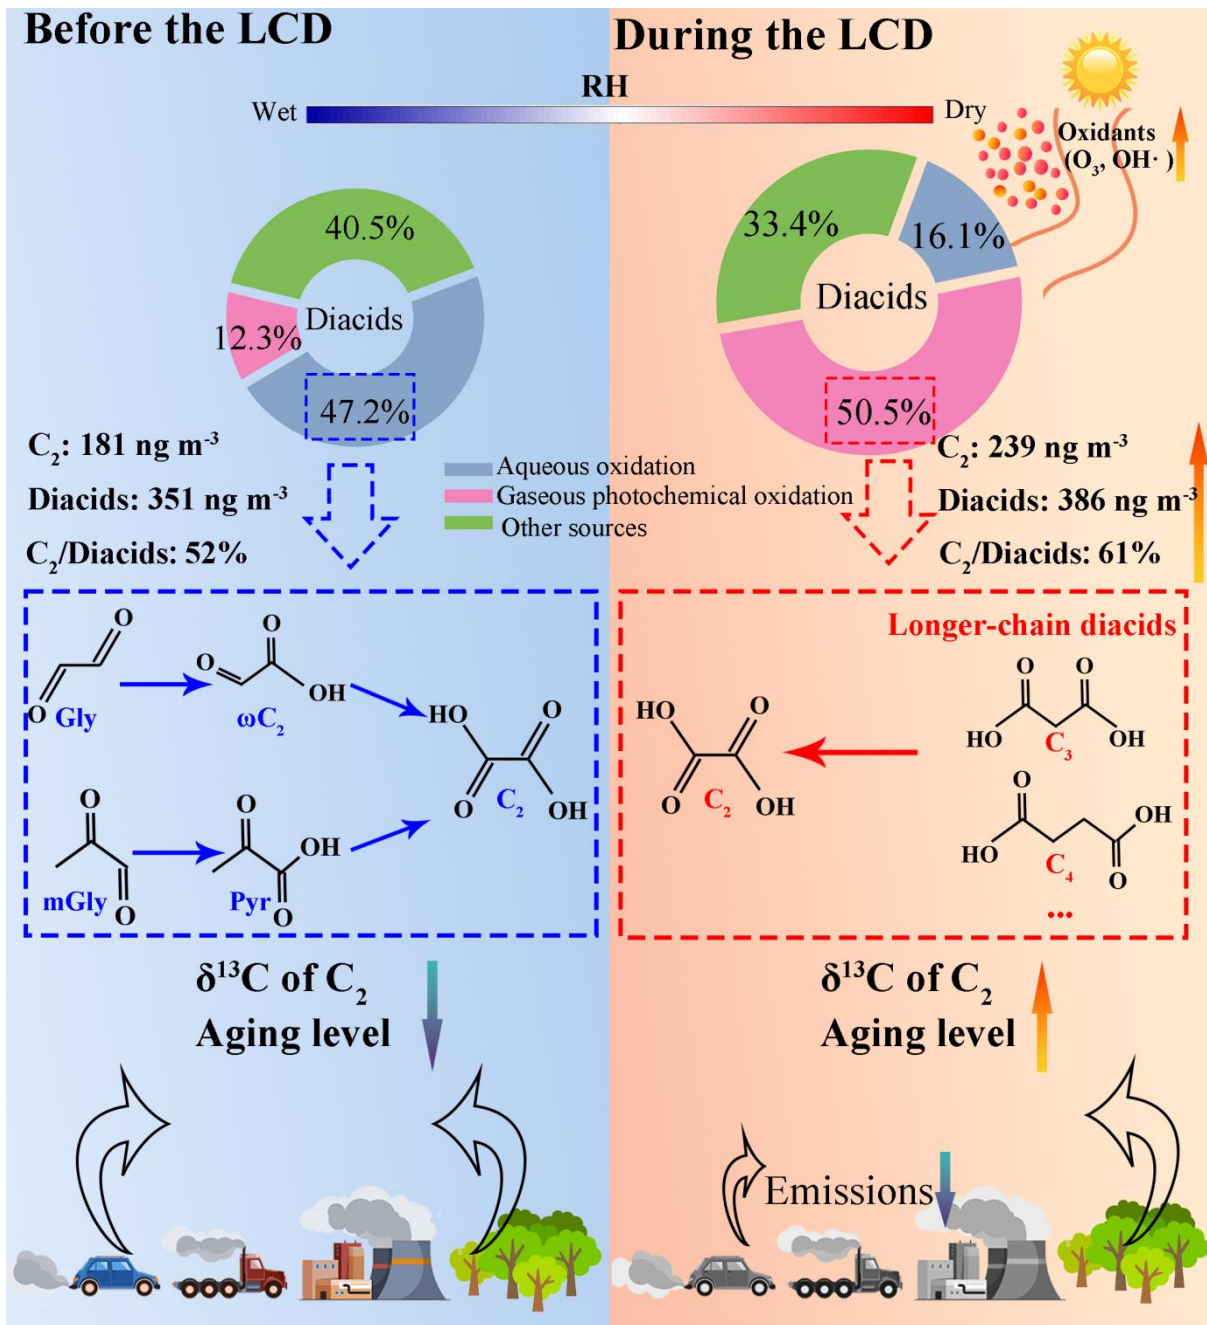 Before the LCD
During the LCD
RH
Wet
Dry
Oxidants
(O₃, OH· )
40.5%
Diacids
12.3%
47.2%
33.4%
16.1%
Diacids
50.5%
C₂: 181 ng m⁻³
Diacids: 351 ng m⁻³
C₂/Diacids: 52%
Aqueous oxidation
Gaseous photochemical oxidation
Other sources
C₂: 239 ng m⁻³
Diacids: 386 ng m⁻³
C₂/Diacids: 61%
O
O
Gly
O
O
OH
ωC₂
HO
O
O
OH
C₂
O
O
mGly
O
OH
O
Pyr
Longer-chain diacids
HO
O
O
OH
C₂
O
O
HO
OH
C₃
O
HO
OH
O
C₄
...
δ¹³C of C₂
Aging level
δ¹³C of C₂
Aging level
Emissions